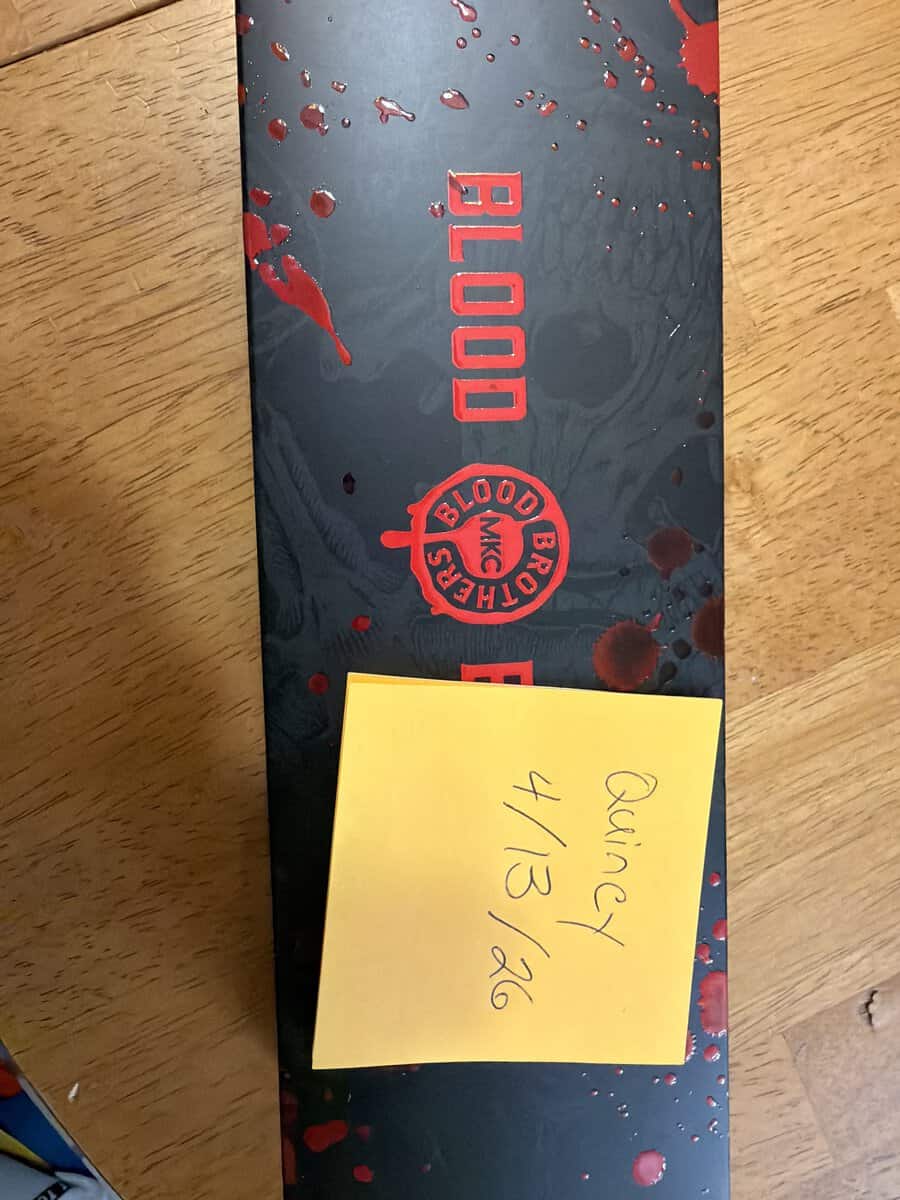 BLOOD
BLOOD BROTHERS
MKC
B
Quincy
4/13/26